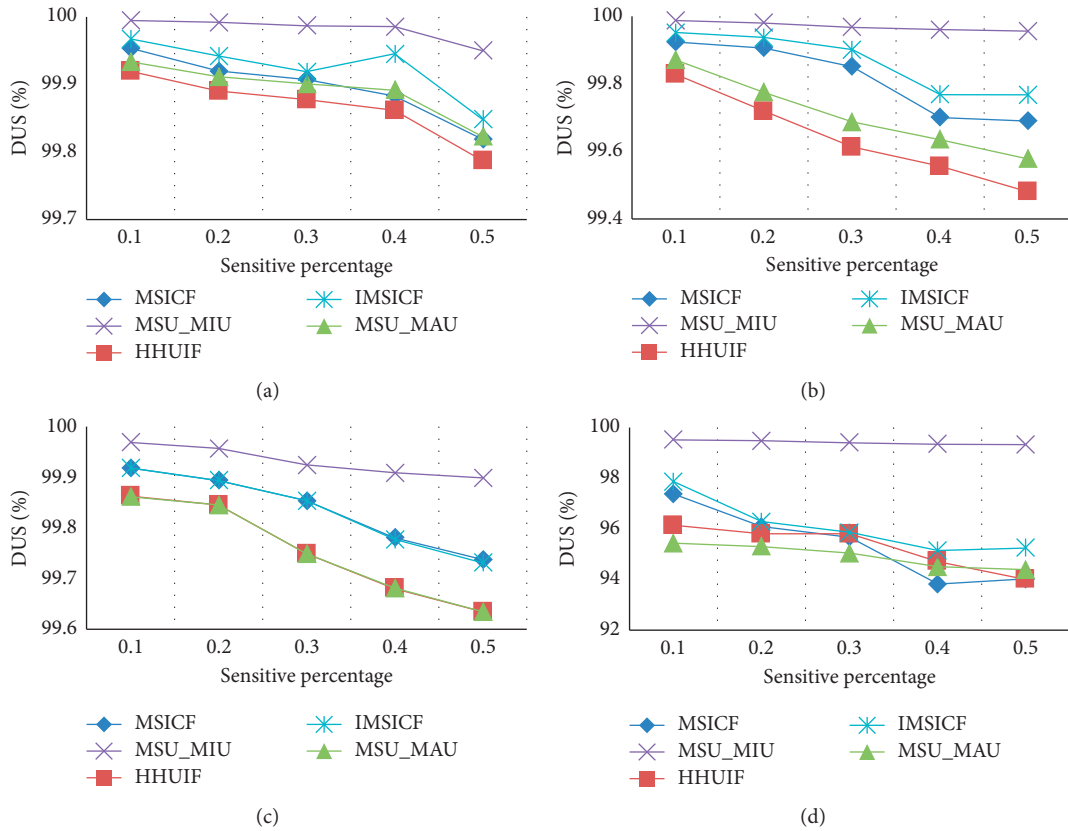 100
99.9
99.8
99.7
DUS (%)
0.1 0.2 0.3 0.4 0.5
Sensitive percentage
MSICF IMSICF
MSU_MIU MSU_MAU
HHUIF
(a)
100
99.8
99.6
99.4
DUS (%)
0.1 0.2 0.3 0.4 0.5
Sensitive percentage
MSICF IMSICF
MSU_MIU MSU_MAU
HHUIF
(b)
100
99.9
99.8
99.7
99.6
DUS (%)
0.1 0.2 0.3 0.4 0.5
Sensitive percentage
MSICF IMSICF
MSU_MIU MSU_MAU
HHUIF
(c)
100
98
96
94
92
DUS (%)
0.1 0.2 0.3 0.4 0.5
Sensitive percentage
MSICF IMSICF
MSU_MIU MSU_MAU
HHUIF
(d)